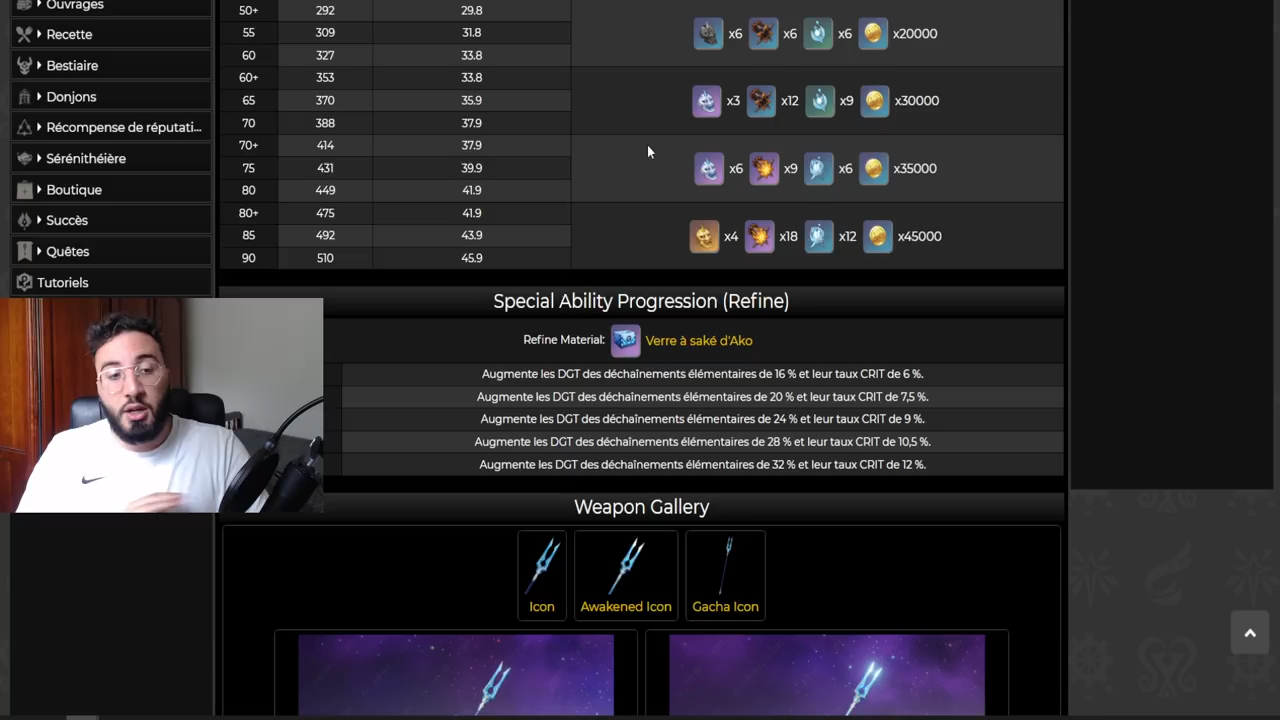 Ouvrages
Recette
Bestiaire
Donjons
Récompense de réputati...
Sérénithéière
Boutique
Succès
Quêtes
Tutoriels
50+ 292 29.8
55 309 31.8
60 327 33.8
60+ 353 33.8
65 370 35.9
70 388 37.9
70+ 414 37.9
75 431 39.9
80 449 41.9
80+ 475 41.9
85 492 43.9
90 510 45.9
x6 x6 x6 x20000
x3 x12 x9 x30000
x6 x9 x6 x35000
x4 x18 x12 x45000
Special Ability Progression (Refine)
Refine Material: Verre à saké d'Ako
Augmente les DGT des déchaînements élémentaires de 16 % et leur taux CRIT de 6 %.
Augmente les DGT des déchaînements élémentaires de 20 % et leur taux CRIT de 7,5 %.
Augmente les DGT des déchaînements élémentaires de 24 % et leur taux CRIT de 9 %.
Augmente les DGT des déchaînements élémentaires de 28 % et leur taux CRIT de 10,5 %.
Augmente les DGT des déchaînements élémentaires de 32 % et leur taux CRIT de 12 %.
Weapon Gallery
Icon
Awakened Icon
Gacha Icon